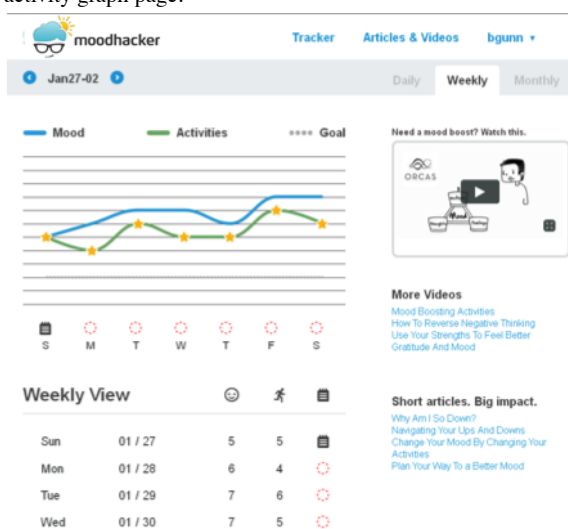 activity graph page.
moodhacker Tracker Articles & Videos bgunn
Jan27-02 Daily Weekly Monthly
Mood Activities Goal
Need a mood boost? Watch this.
ORCAS
S M T W T F S
More Videos
Mood Boosting Activities
How To Reverse Negative Thinking
Use Your Strengths To Feel Better
Gratitude And Mood
Weekly View
Sun 01 / 27 5 5
Mon 01 / 28 6 4
Tue 01 / 29 7 6
Wed 01 / 30 7 5
Short articles. Big impact.
Why Am I So Down?
Navigating Your Ups And Downs
Change Your Mood By Changing Your
Activities
Plan Your Way To a Better Mood